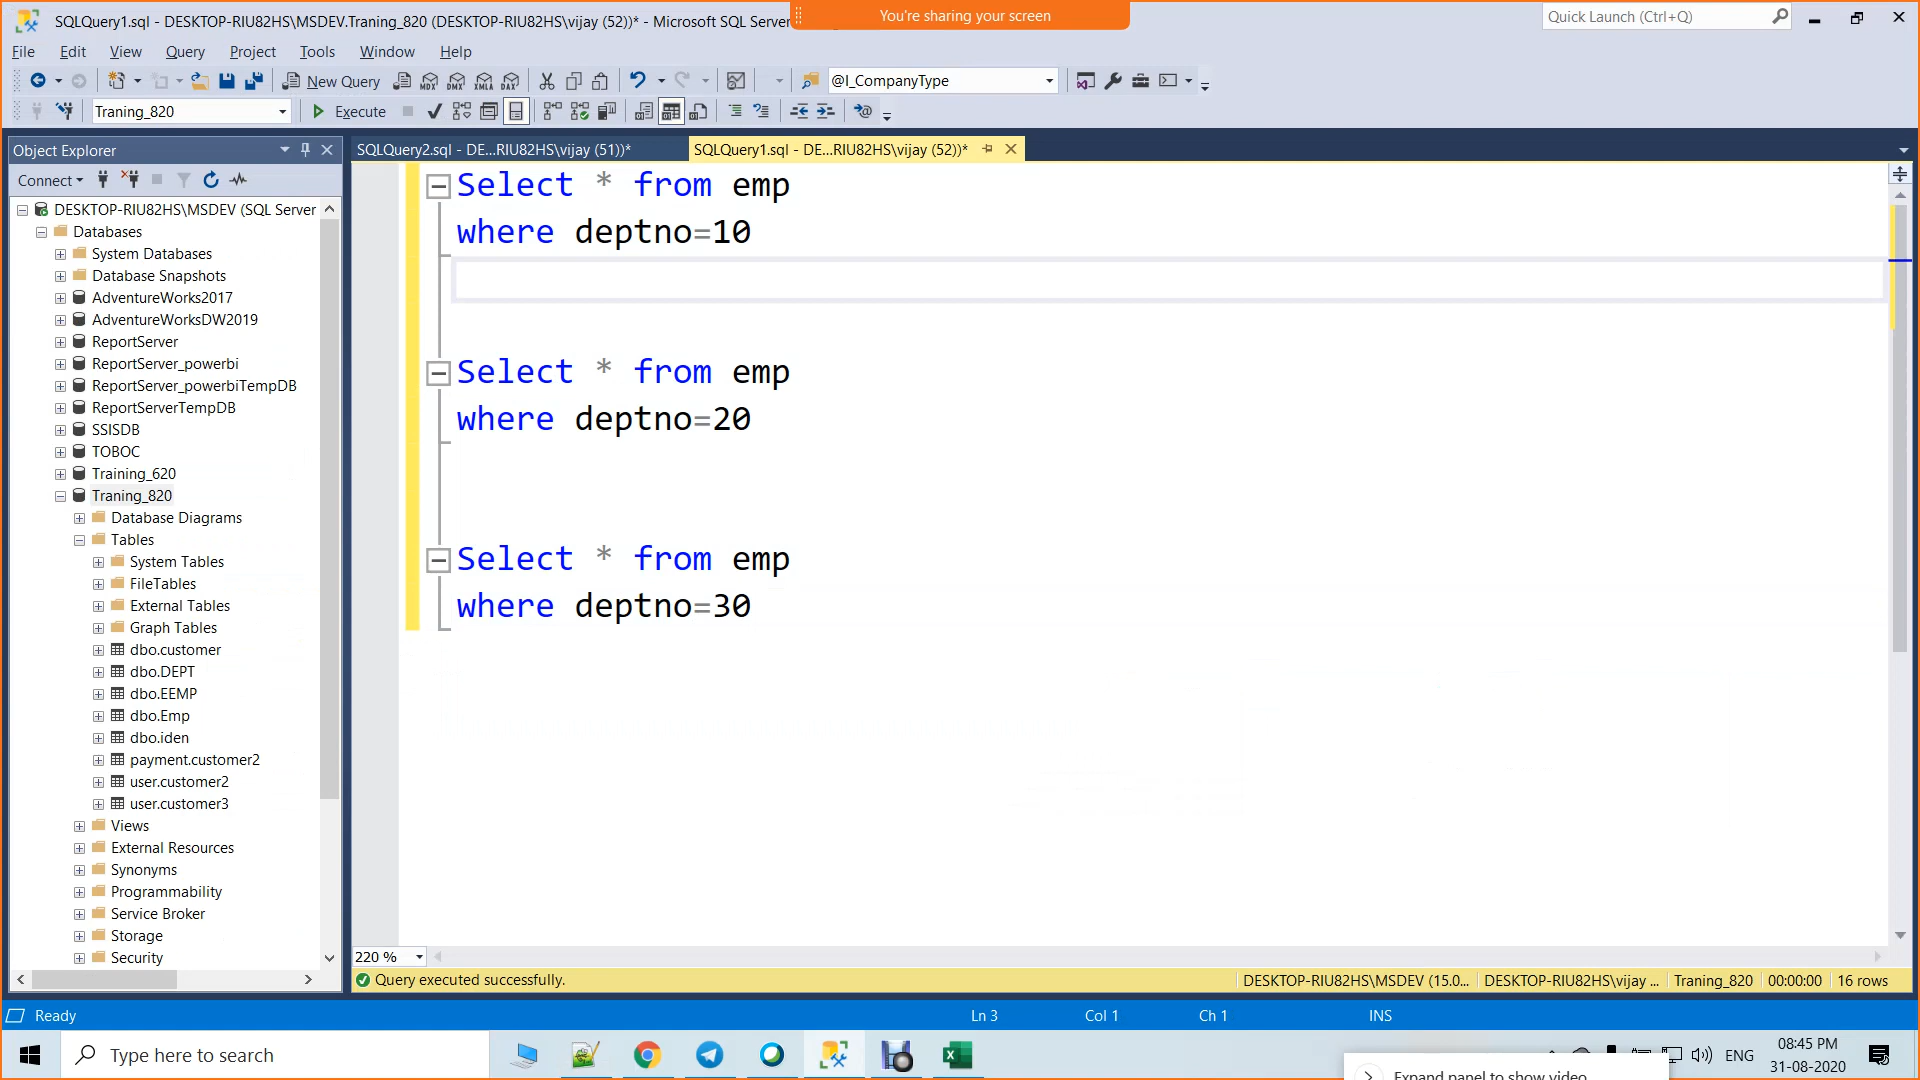 SQLQuery1.sql - DESKTOP-RIU82HS\MSDEV.Traning_820 (DESKTOP-RIU82HS\vijay (52))* - Microsoft SQL Server
You're sharing your screen
Quick Launch (Ctrl+Q)
File Edit View Query Project Tools Window Help
New Query
MDX DMX XMLA DAX
@I_CompanyType
Traning_820
Execute
Object Explorer
SQLQuery2.sql - DE...RIU82HS\vijay (51))*
SQLQuery1.sql - DE...RIU82HS\vijay (52))*
Connect
DESKTOP-RIU82HS\MSDEV (SQL Server
Databases
System Databases
Database Snapshots
AdventureWorks2017
AdventureWorksDW2019
ReportServer
ReportServer_powerbi
ReportServer_powerbiTempDB
ReportServerTempDB
SSISDB
TOBOC
Training_620
Traning_820
Database Diagrams
Tables
System Tables
FileTables
External Tables
Graph Tables
dbo.customer
dbo.DEPT
dbo.EEMP
dbo.Emp
dbo.iden
payment.customer2
user.customer2
user.customer3
Views
External Resources
Synonyms
Programmability
Service Broker
Storage
Security
Select * from emp
where deptno=10
Select * from emp
where deptno=20
Select * from emp
where deptno=30
220 %
Query executed successfully.
DESKTOP-RIU82HS\MSDEV (15.0...
DESKTOP-RIU82HS\vijay ...
Traning_820
00:00:00
16 rows
Ready
Ln 3
Col 1
Ch 1
INS
Type here to search
ENG
08:45 PM
31-08-2020
Expand panel to show video